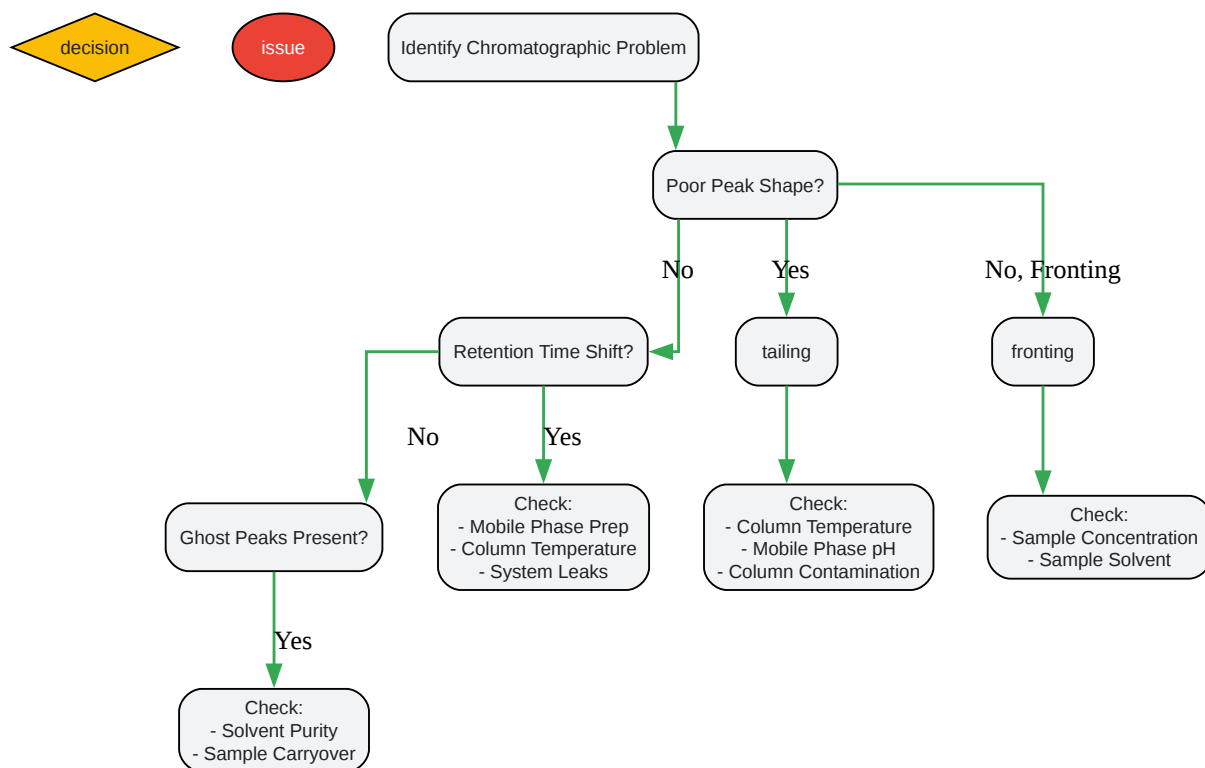 decision
issue
Identify Chromatographic Problem
Poor Peak Shape?
No
Yes
No, Fronting
Retention Time Shift?
tailing
fronting
No
Yes
Check:
- Mobile Phase Prep
- Column Temperature
- System Leaks
Check:
- Column Temperature
- Mobile Phase pH
- Column Contamination
Check:
- Sample Concentration
- Sample Solvent
Ghost Peaks Present?
Yes
Check:
- Solvent Purity
- Sample Carryover